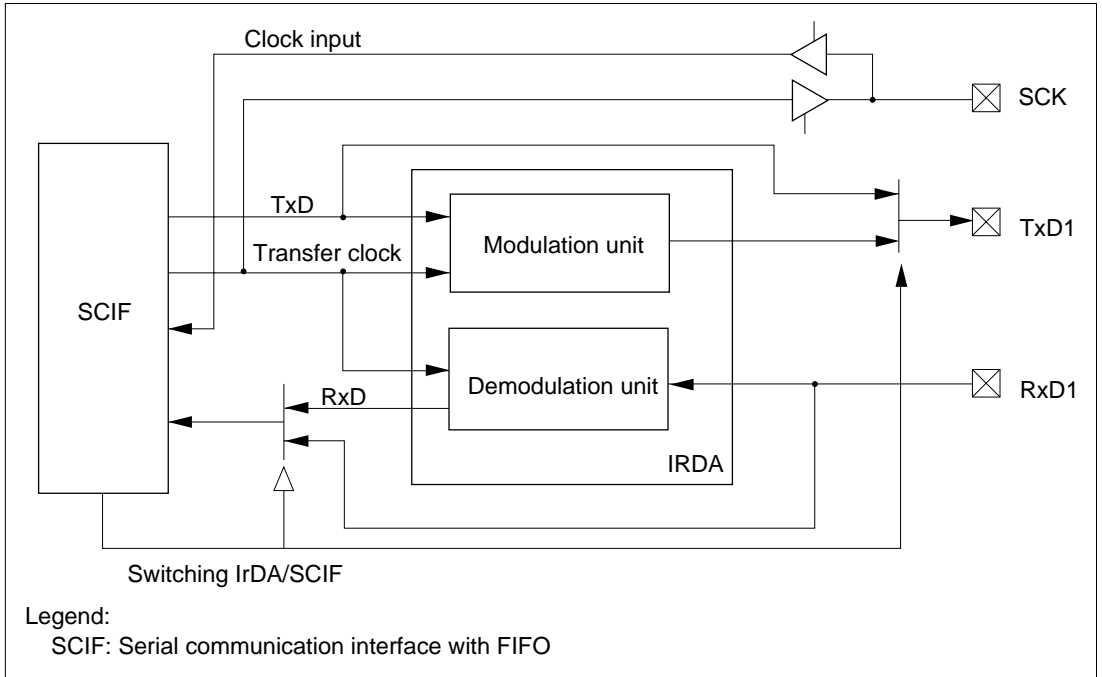 Clock input
SCK
TxD
TxD1
Modulation unit
Transfer clock
SCIF
Demodulation unit
RxD
RxD1
IRDA
Switching IrDA/SCIF
Legend:
SCIF: Serial communication interface with FIFO